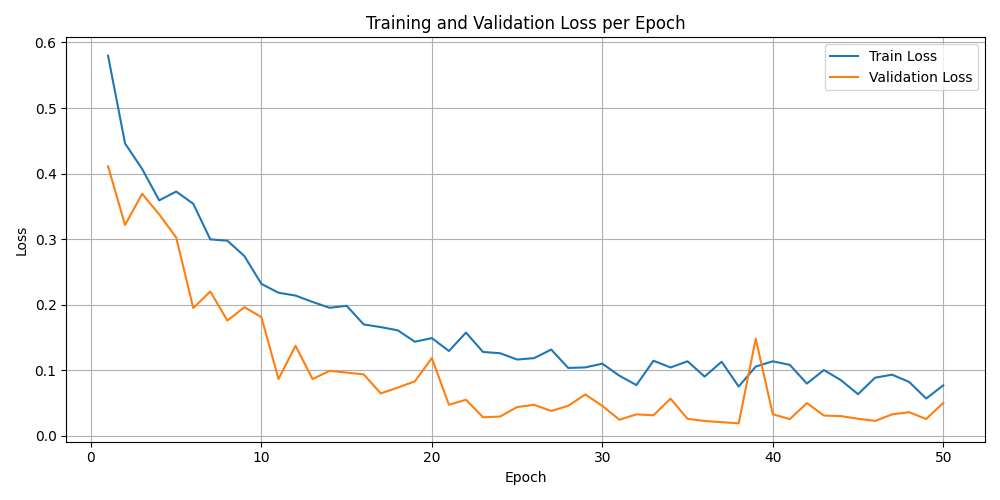 Training and Validation Loss per Epoch
Train Loss
Validation Loss
Loss
0.6
0.5
0.4
0.3
0.2
0.1
0.0
0 10 20 30 40 50
Epoch